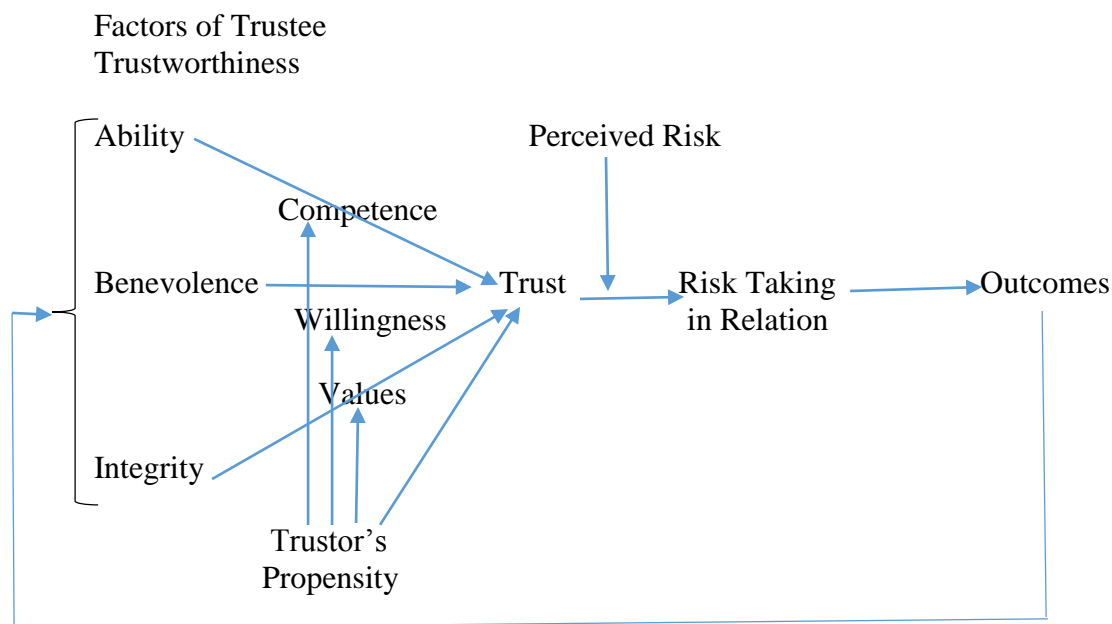 Factors of Trustee
Trustworthiness
Ability
Perceived Risk
Competence
Benevolence
Trust
Risk Taking
in Relation
Outcomes
Willingness
Values
Integrity
Trustor’s
Propensity